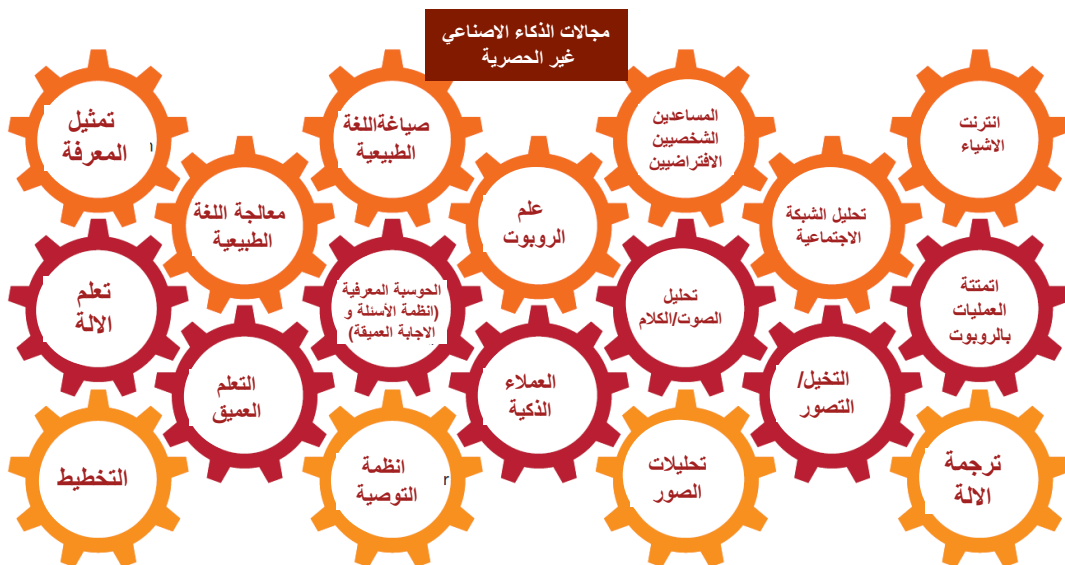 مجالات الذكاء الاصناعي
غير الحصرية
انترنت
الاشياء
المساعدين
الشخصيين
الافتراضيين
صياغةاللغة
الطبيعية
تمثيل
المعرفة
تحليل الشبكة
الاجتماعية
علم
الروبوت
معالجة اللغة
الطبيعية
اتمتتة
العمليات
بالروبوت
تحليل
الصوت/الكلام
الحوسبة المعرفية
(انظمة الأسئلة و
الاجابة العميقة)
تعلم
الالة
التخيل/
التصور
العملاء
الذكية
التعلم
العميق
ترجمة
الالة
تحليلات
الصور
انظمة
التوصية
r
التخطيط